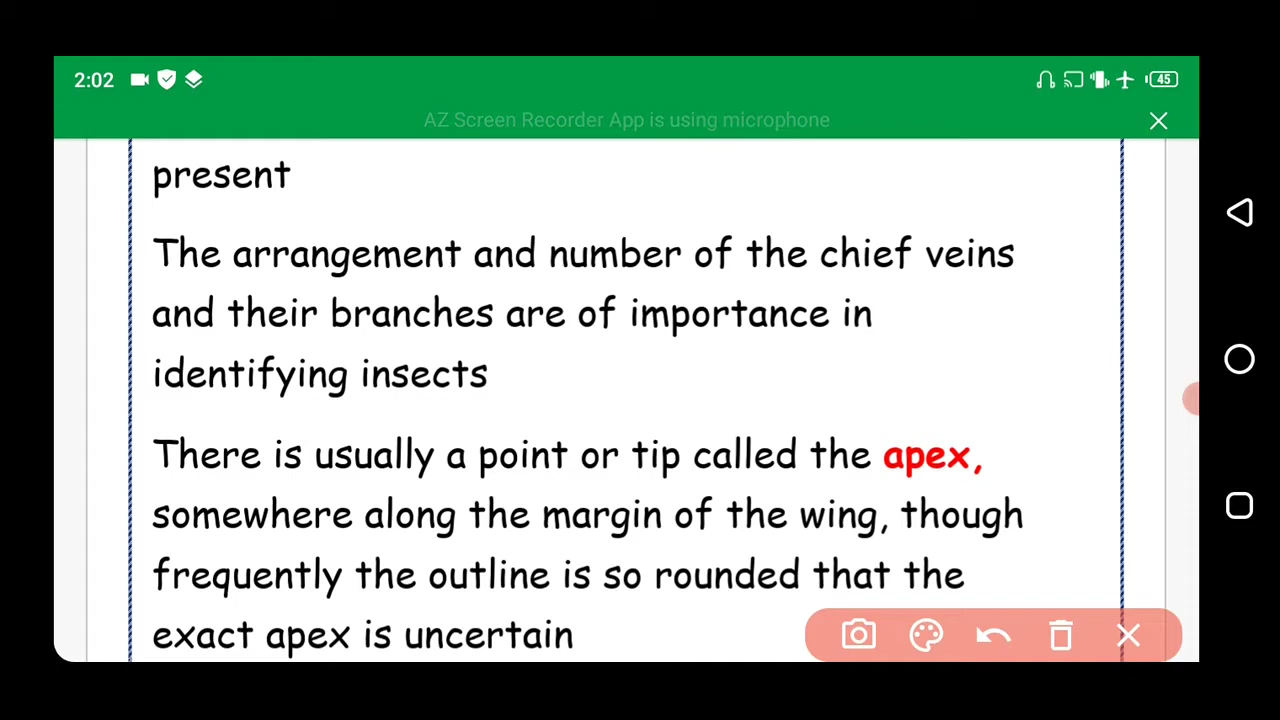 2:02
45
AZ Screen Recorder App is using microphone
present
The arrangement and number of the chief veins
and their branches are of importance in
identifying insects
There is usually a point or tip called the apex,
somewhere along the margin of the wing, though
frequently the outline is so rounded that the
exact apex is uncertain